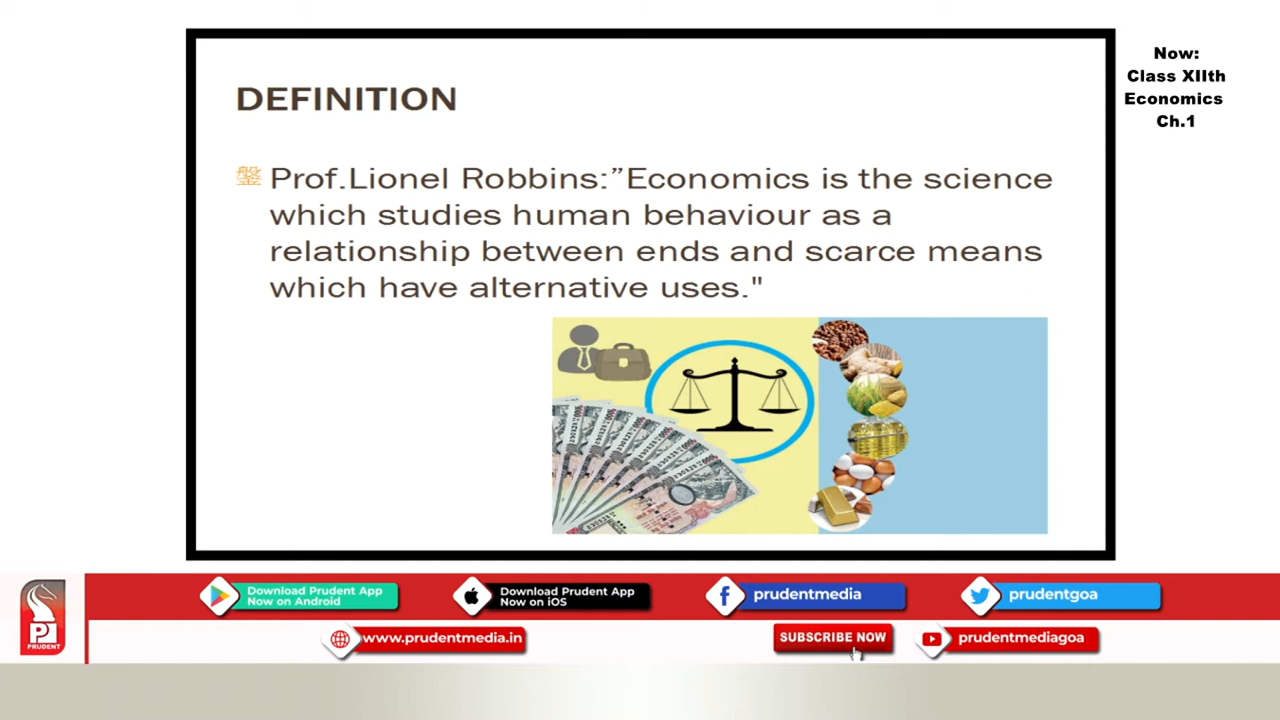 DEFINITION
Prof.Lionel Robbins:”Economics is the science
which studies human behaviour as a
relationship between ends and scarce means
which have alternative uses."
Now:
Class XIIth
Economics
Ch.1
PJ
PRUDENT
Download Prudent App
Now on Android
Download Prudent App
Now on iOS
prudentmedia
prudentgoa
www.prudentmedia.in
SUBSCRIBE NOW
prudentmediagoa